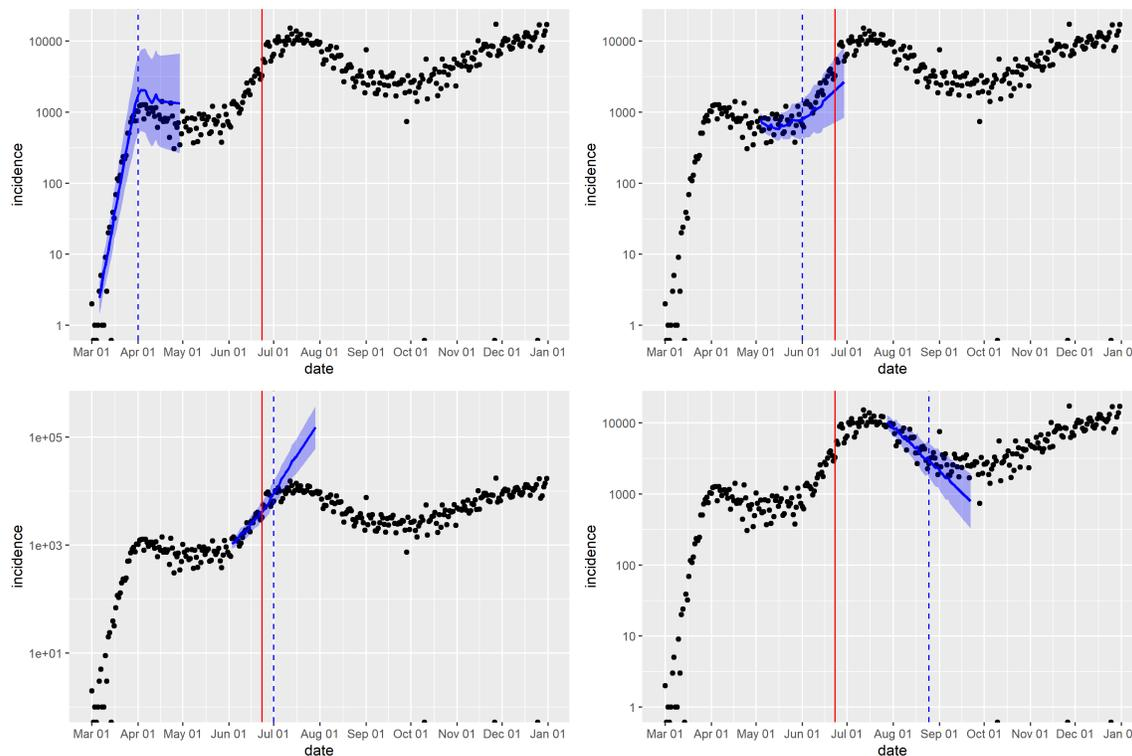 10000
1000
100
10
1
incidence
Mar 01 Apr 01 May 01 Jun 01 Jul 01 Aug 01 Sep 01 Oct 01 Nov 01 Dec 01 Jan 01
date
10000
1000
100
10
1
incidence
Mar 01 Apr 01 May 01 Jun 01 Jul 01 Aug 01 Sep 01 Oct 01 Nov 01 Dec 01 Jan 0
date
1e+05
1e+03
1e+01
incidence
Mar 01 Apr 01 May 01 Jun 01 Jul 01 Aug 01 Sep 01 Oct 01 Nov 01 Dec 01 Jan 01
date
10000
1000
100
10
1
incidence
Mar 01 Apr 01 May 01 Jun 01 Jul 01 Aug 01 Sep 01 Oct 01 Nov 01 Dec 01 Jan 0
date